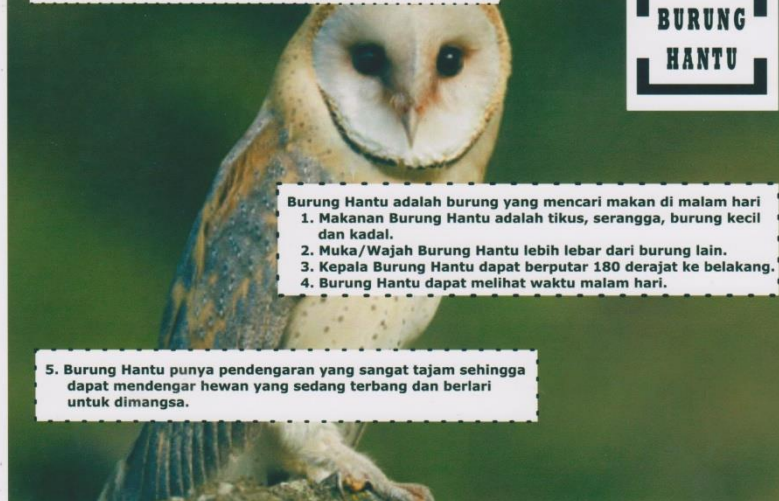 BURUNG
HANTU
Burung Hantu adalah burung yang mencari makan di malam hari
1. Makanan Burung Hantu adalah tikus, serangga, burung kecil
dan kadal.
2. Muka/Wajah Burung Hantu lebih lebar dari burung lain.
3. Kepala Burung Hantu dapat berputar 180 derajat ke belakang.
4. Burung Hantu dapat melihat waktu malam hari.
5. Burung Hantu punya pendengaran yang sangat tajam sehingga
dapat mendengar hewan yang sedang terbang dan berlari
untuk dimangsa.